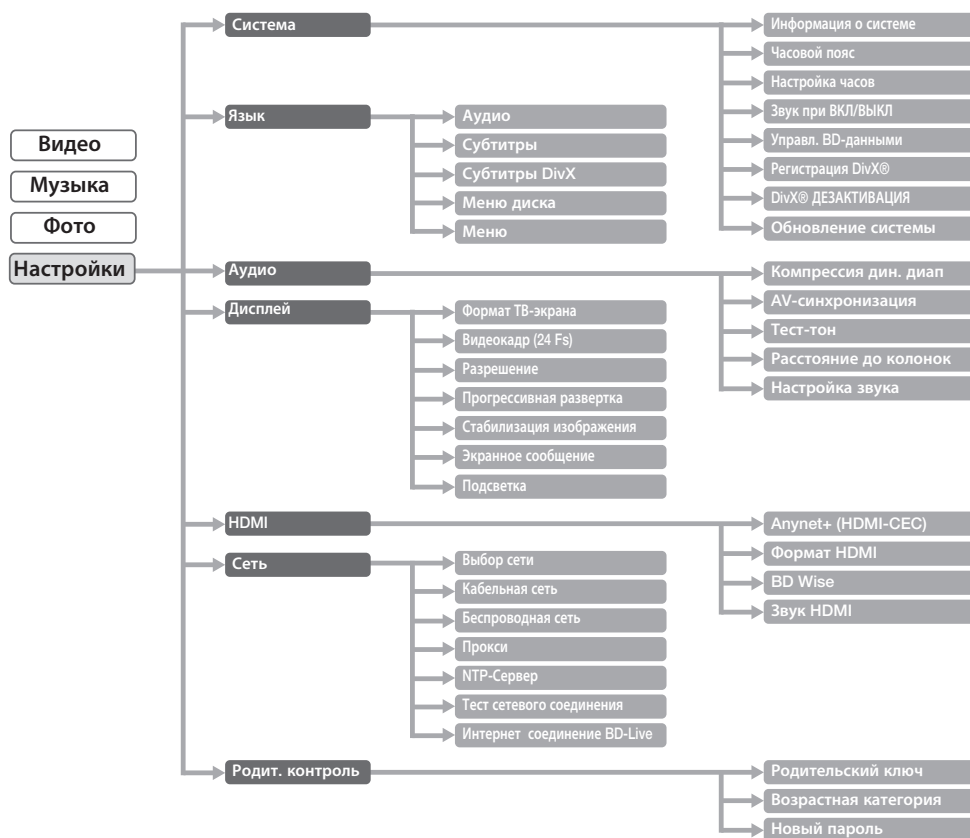 Видео
Музыка
Фото
Настройки
Система
Информация о системе
Часовой пояс
Настройка часов
Звук при ВКЛ/ВЫКЛ
Управл. BD-данными
Регистрация DivX®
DivX® ДЕЗАКТИВАЦИЯ
Обновление системы
Язык
Аудио
Субтитры
Субтитры DivX
Меню диска
Меню
Аудио
Компрессия дин. диап
AV-синхронизация
Тест-тон
Расстояние до колонок
Настройка звука
Дисплей
Формат ТВ-экрана
Видеокадр (24 Fs)
Разрешение
Прогрессивная развертка
Стабилизация изображения
Экранное сообщение
Подсветка
HDMI
Anynet+ (HDMI-CEC)
Формат HDMI
BD Wise
Звук HDMI
Сеть
Выбор сети
Кабельная сеть
Беспроводная сеть
Прокси
NTP-Сервер
Тест сетевого соединения
Интернет соединение BD-Live
Родит. контроль
Родительский ключ
Возрастная категория
Новый пароль